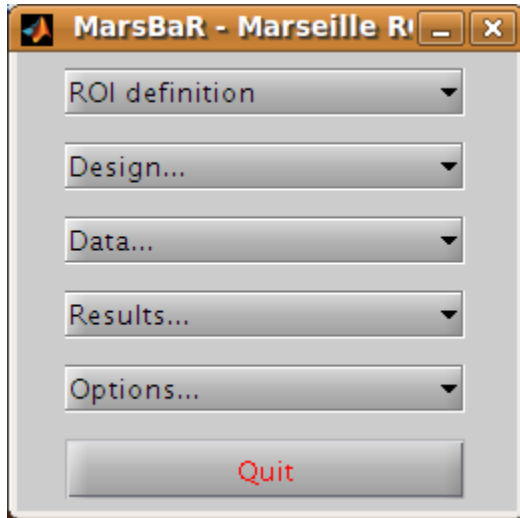 MarsBaR - Marseille R
ROI definition
Design...
Data...
Results...
Options...
Quit